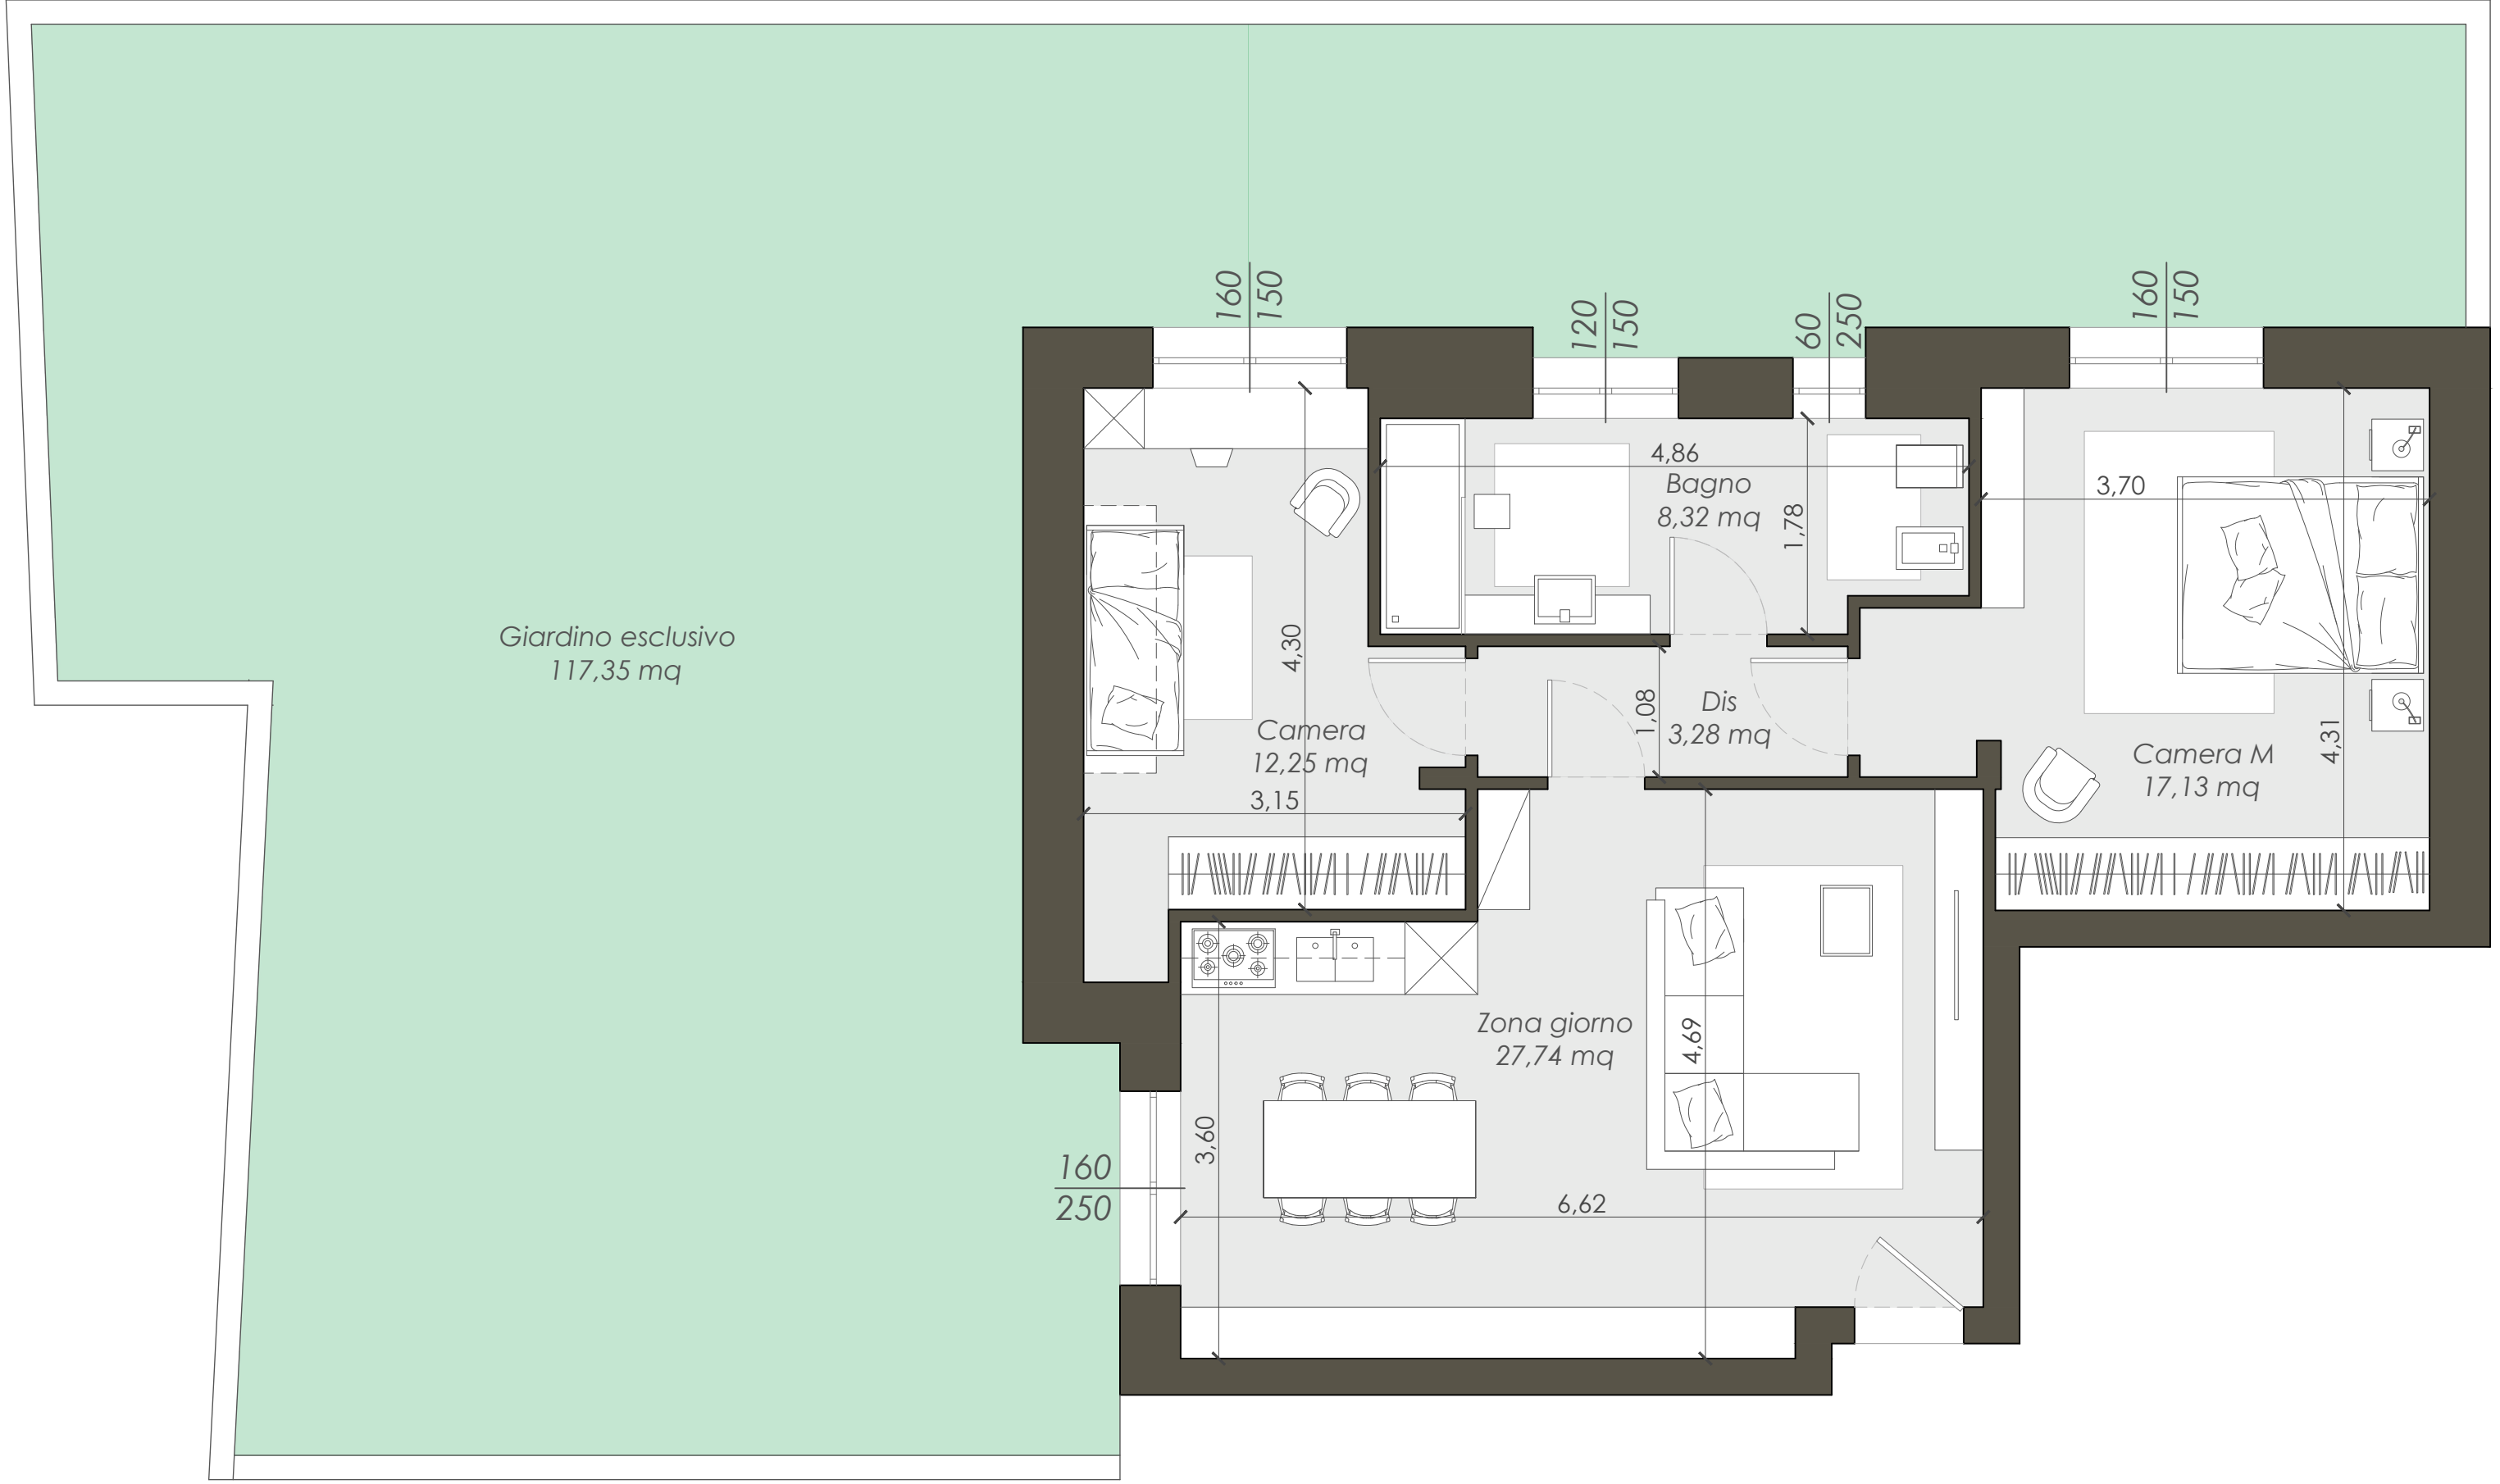 160
150
120
150
60
250
160
150
4,86
Bagno
8,32 mq
1,78
3,70
Giardino esclusivo
117,35 mq
4,30
Camera
12,25 mq
3,15
1,08
Dis
3,28 mq
Camera M
17,13 mq
4,31
Zona giorno
27,74 mq
4,69
3,60
160
250
6,62